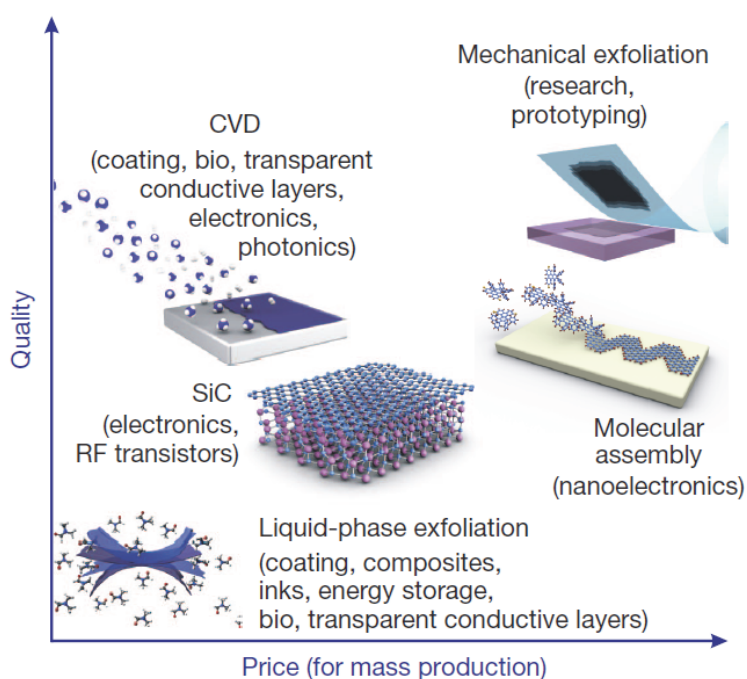 Quality
Mechanical exfoliation
(research,
prototyping)
CVD
(coating, bio, transparent
conductive layers,
electronics,
photonics)
SiC
(electronics,
RF transistors)
Molecular
assembly
(nanoelectronics)
Liquid-phase exfoliation
(coating, composites,
inks, energy storage,
bio, transparent conductive layers)
Price (for mass production)